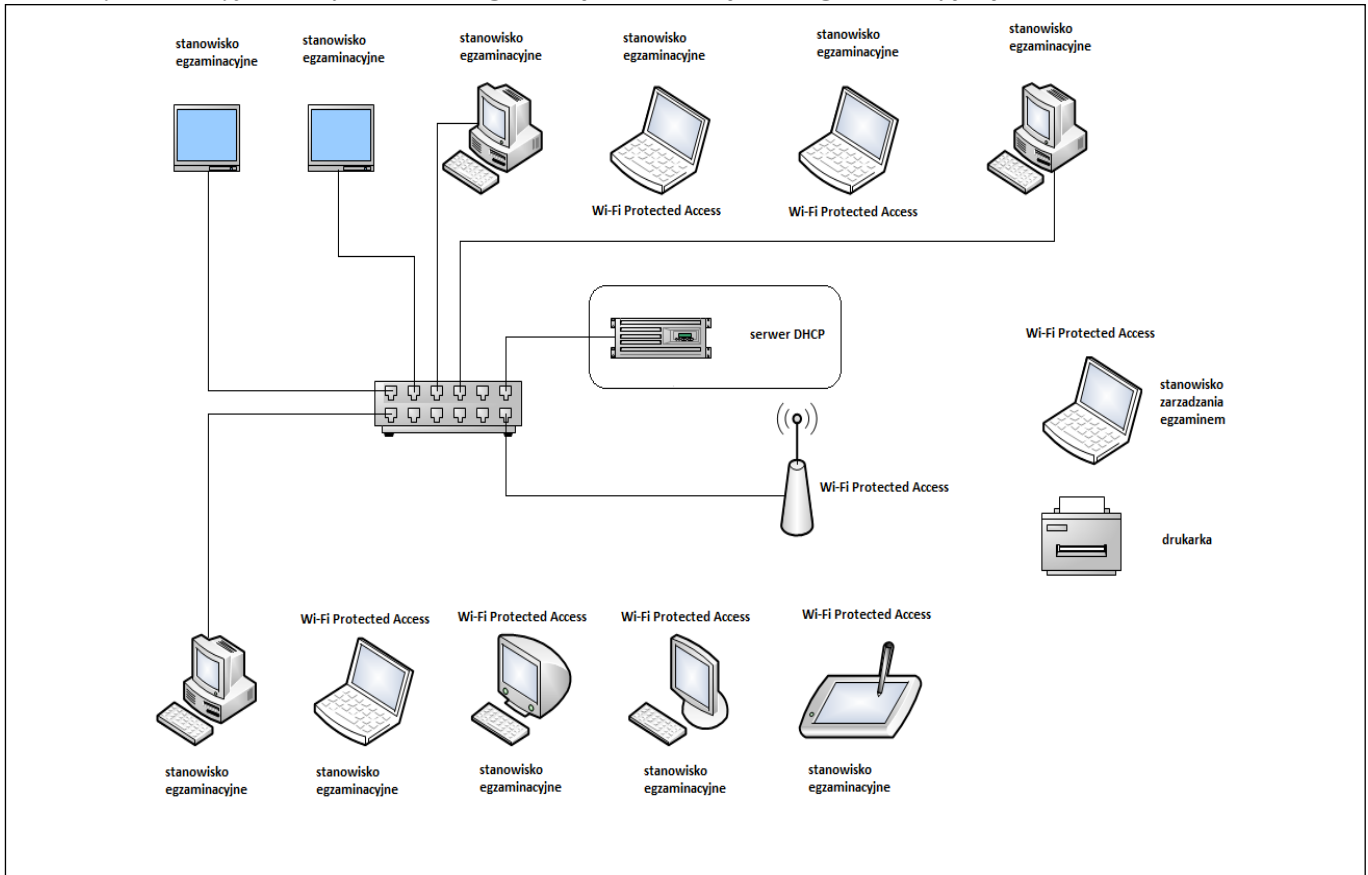 stanowisko
egzaminacyjne
stanowisko
egzaminacyjne
stanowisko
egzaminacyjne
stanowisko
egzaminacyjne
stanowisko
egzaminacyjne
stanowisko
egzaminacyjne
Wi-Fi Protected Access
Wi-Fi Protected Access
serwer DHCP
Wi-Fi Protected Access
stanowisko
zarzadzania
egzaminem
Wi-Fi Protected Access
drukarka
Wi-Fi Protected Access
Wi-Fi Protected Access
Wi-Fi Protected Access
Wi-Fi Protected Access
stanowisko
egzaminacyjne
stanowisko
egzaminacyjne
stanowisko
egzaminacyjne
stanowisko
egzaminacyjne
stanowisko
egzaminacyjne